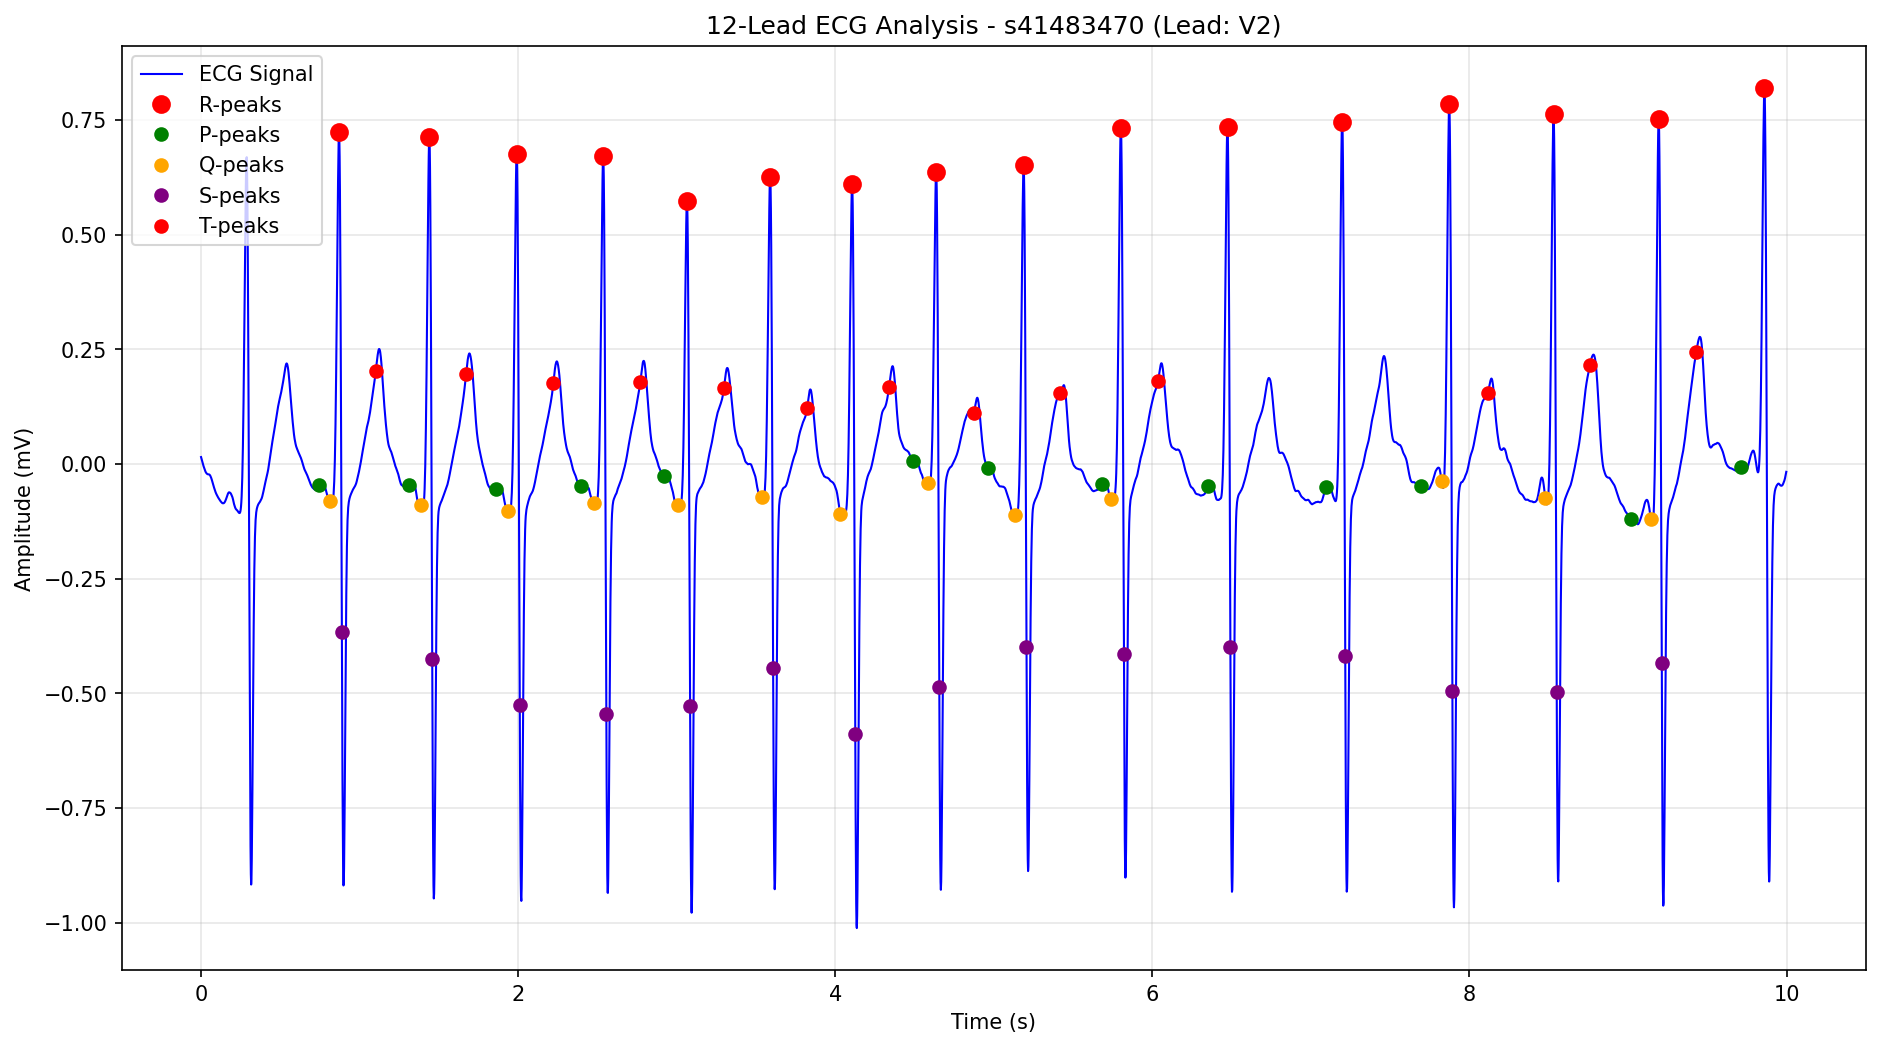 12-Lead ECG Analysis - s41483470 (Lead: V2)
ECG Signal
R-peaks
P-peaks
Q-peaks
S-peaks
T-peaks
Amplitude (mV)
0.75
0.50
0.25
0.00
−0.25
−0.50
−0.75
−1.00
0 2 4 6 8 10
Time (s)